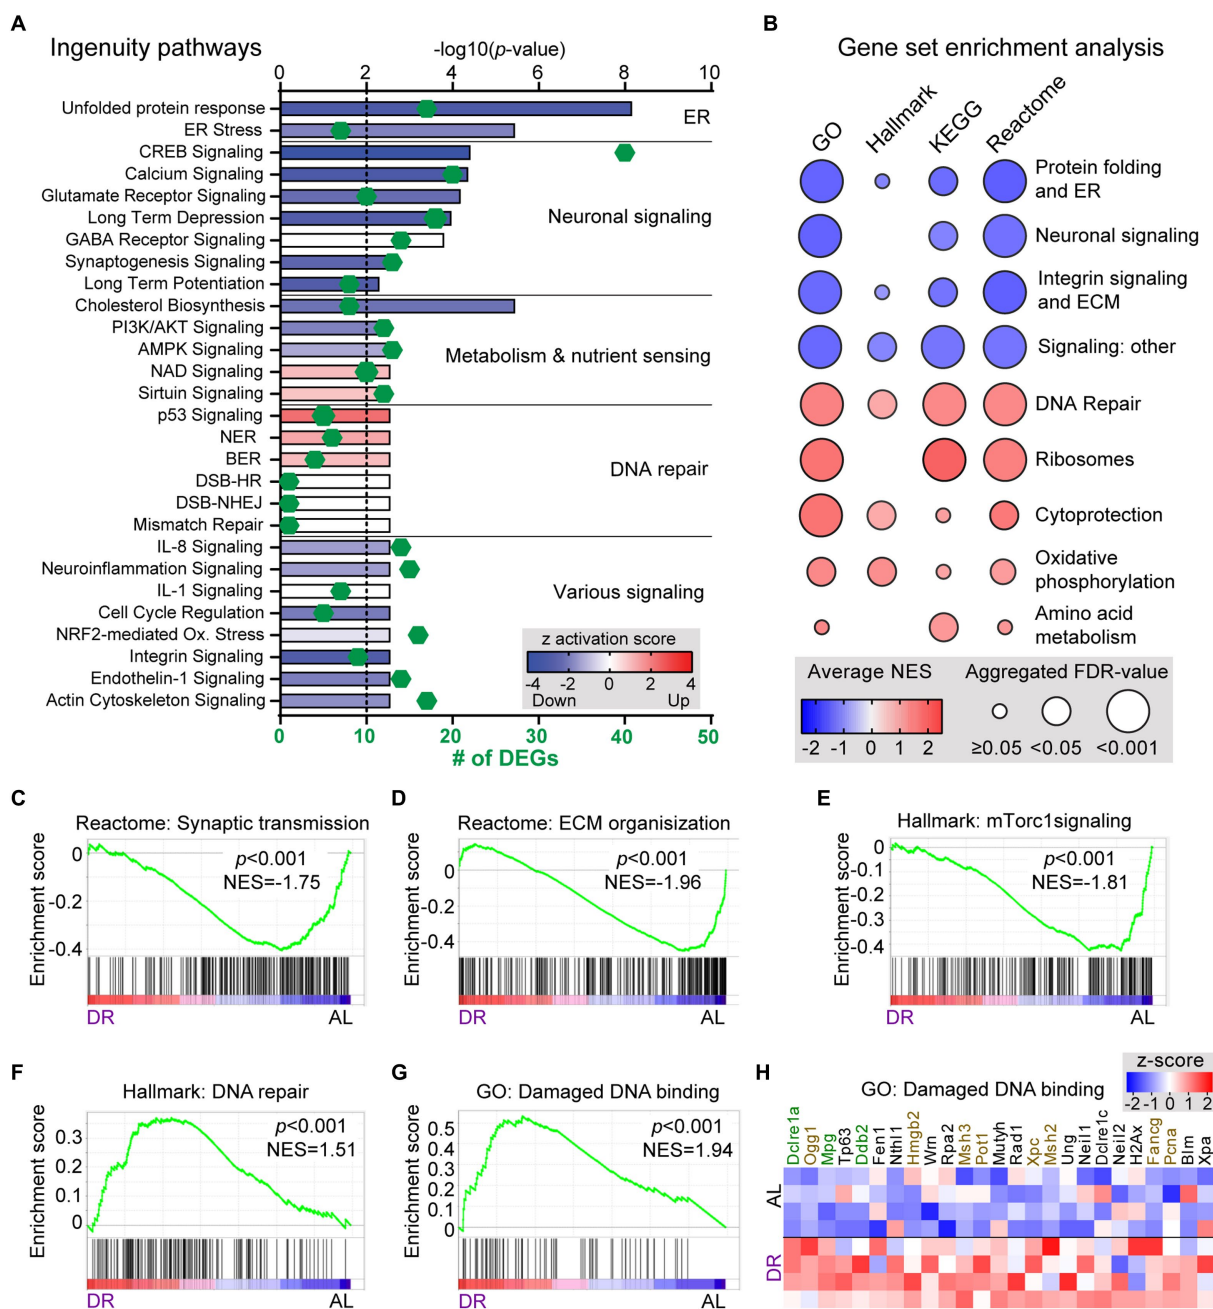 A
Ingenuity pathways
-log10(p-value)
0 2 4 6 8 10
Unfolded protein response
ER Stress
ER
CREB Signaling
Calcium Signaling
Glutamate Receptor Signaling
Long Term Depression
GABA Receptor Signaling
Synaptogenesis Signaling
Long Term Potentiation
Neuronal signaling
Cholesterol Biosynthesis
PI3K/AKT Signaling
AMPK Signaling
NAD Signaling
Sirtuin Signaling
Metabolism & nutrient sensing
p53 Signaling
NER
BER
DSB-HR
DSB-NHEJ
Mismatch Repair
DNA repair
IL-8 Signaling
Neuroinflammation Signaling
IL-1 Signaling
Cell Cycle Regulation
NRF2-mediated Ox. Stress
Integrin Signaling
Endothelin-1 Signaling
Actin Cytoskeleton Signaling
Various signaling
z activation score
-4 -2 0 2 4
Down Up
0 10 20 30 40 50
# of DEGs
B
Gene set enrichment analysis
GO Hallmark KEGG Reactome
Protein folding
and ER
Neuronal signaling
Integrin signaling
and ECM
Signaling: other
DNA Repair
Ribosomes
Cytoprotection
Oxidative
phosphorylation
Amino acid
metabolism
Average NES
-2 -1 0 1 2
Aggregated FDR-value
≥0.05 <0.05 <0.001
C
Reactome: Synaptic transmission
Enrichment score
0
-0.2
-0.4
p<0.001
NES=-1.75
DR AL
D
Reactome: ECM organisization
Enrichment score
0
-0.2
-0.4
p<0.001
NES=-1.96
DR AL
E
Hallmark: mTorc1signaling
Enrichment score
0
-0.1
-0.2
-0.3
-0.4
p<0.001
NES=-1.81
DR AL
F
Hallmark: DNA repair
Enrichment score
0.3
0.2
0.1
0
p<0.001
NES=1.51
DR AL
G
GO: Damaged DNA binding
Enrichment score
0.5
0.4
0.3
0.2
0.1
0
p<0.001
NES=1.94
DR AL
H
GO: Damaged DNA binding
z-score
-2 -1 0 1 2
Dclre1a Ogg1 Mpg Tp63 Ddb2 Fen1 Nthl1 Hmgb2 Wrn Rpa2 Msh3 Pot1 Mutyh Rad1 Xpc Msh2 Ung Neil1 Dclre1c Neil2 H2Ax Fancg Pcna Blm Xpa
AL
DR